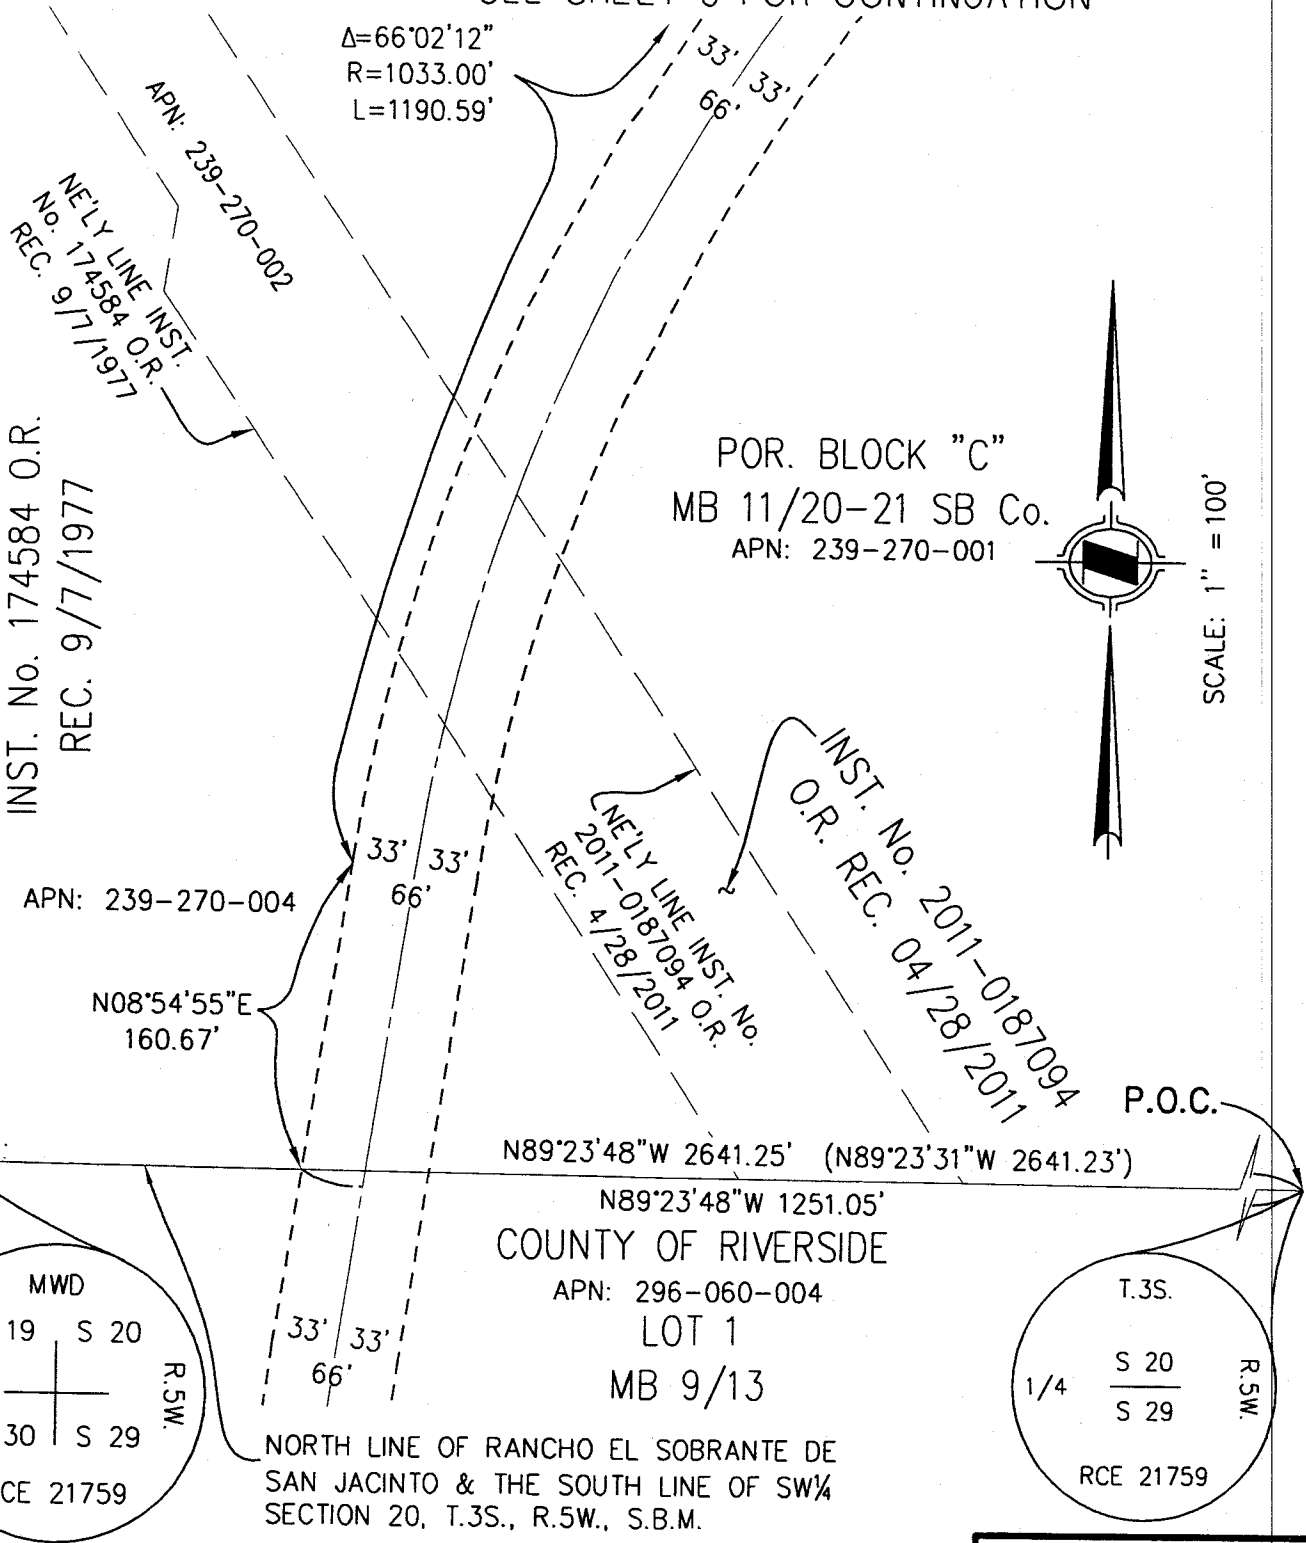 SEE SHEET 3 FOR CONTINUATION
Δ=66°02'12"
R=1033.00'
L=1190.59'
33'
33'
66'
APN: 239-270-002
NE'LY LINE INST.
No. 174584 O.R.
REC. 9/7/1977
INST. No. 174584 O.R.
REC. 9/7/1977
POR. BLOCK "C"
MB 11/20-21 SB Co.
APN: 239-270-001
SCALE: 1" = 100'
INST. No. 2011-0187094
O.R. REC. 04/28/2011
NE'LY LINE INST. No.
2011-0187094 O.R.
REC. 4/28/2011
33' 33'
66'
APN: 239-270-004
N08°54'55"E
160.67'
P.O.C.
N89°23'48"W 2641.25' (N89°23'31"W 2641.23')
N89°23'48"W 1251.05'
COUNTY OF RIVERSIDE
APN: 296-060-004
LOT 1
MB 9/13
33' 33'
66'
MWD
19 S 20
R.5W.
30 S 29
CE 21759
T.3S.
S 20
1/4
S 29
R.5W.
RCE 21759
NORTH LINE OF RANCHO EL SOBRANTE DE
SAN JACINTO & THE SOUTH LINE OF SW¼
SECTION 20, T.3S., R.5W., S.B.M.